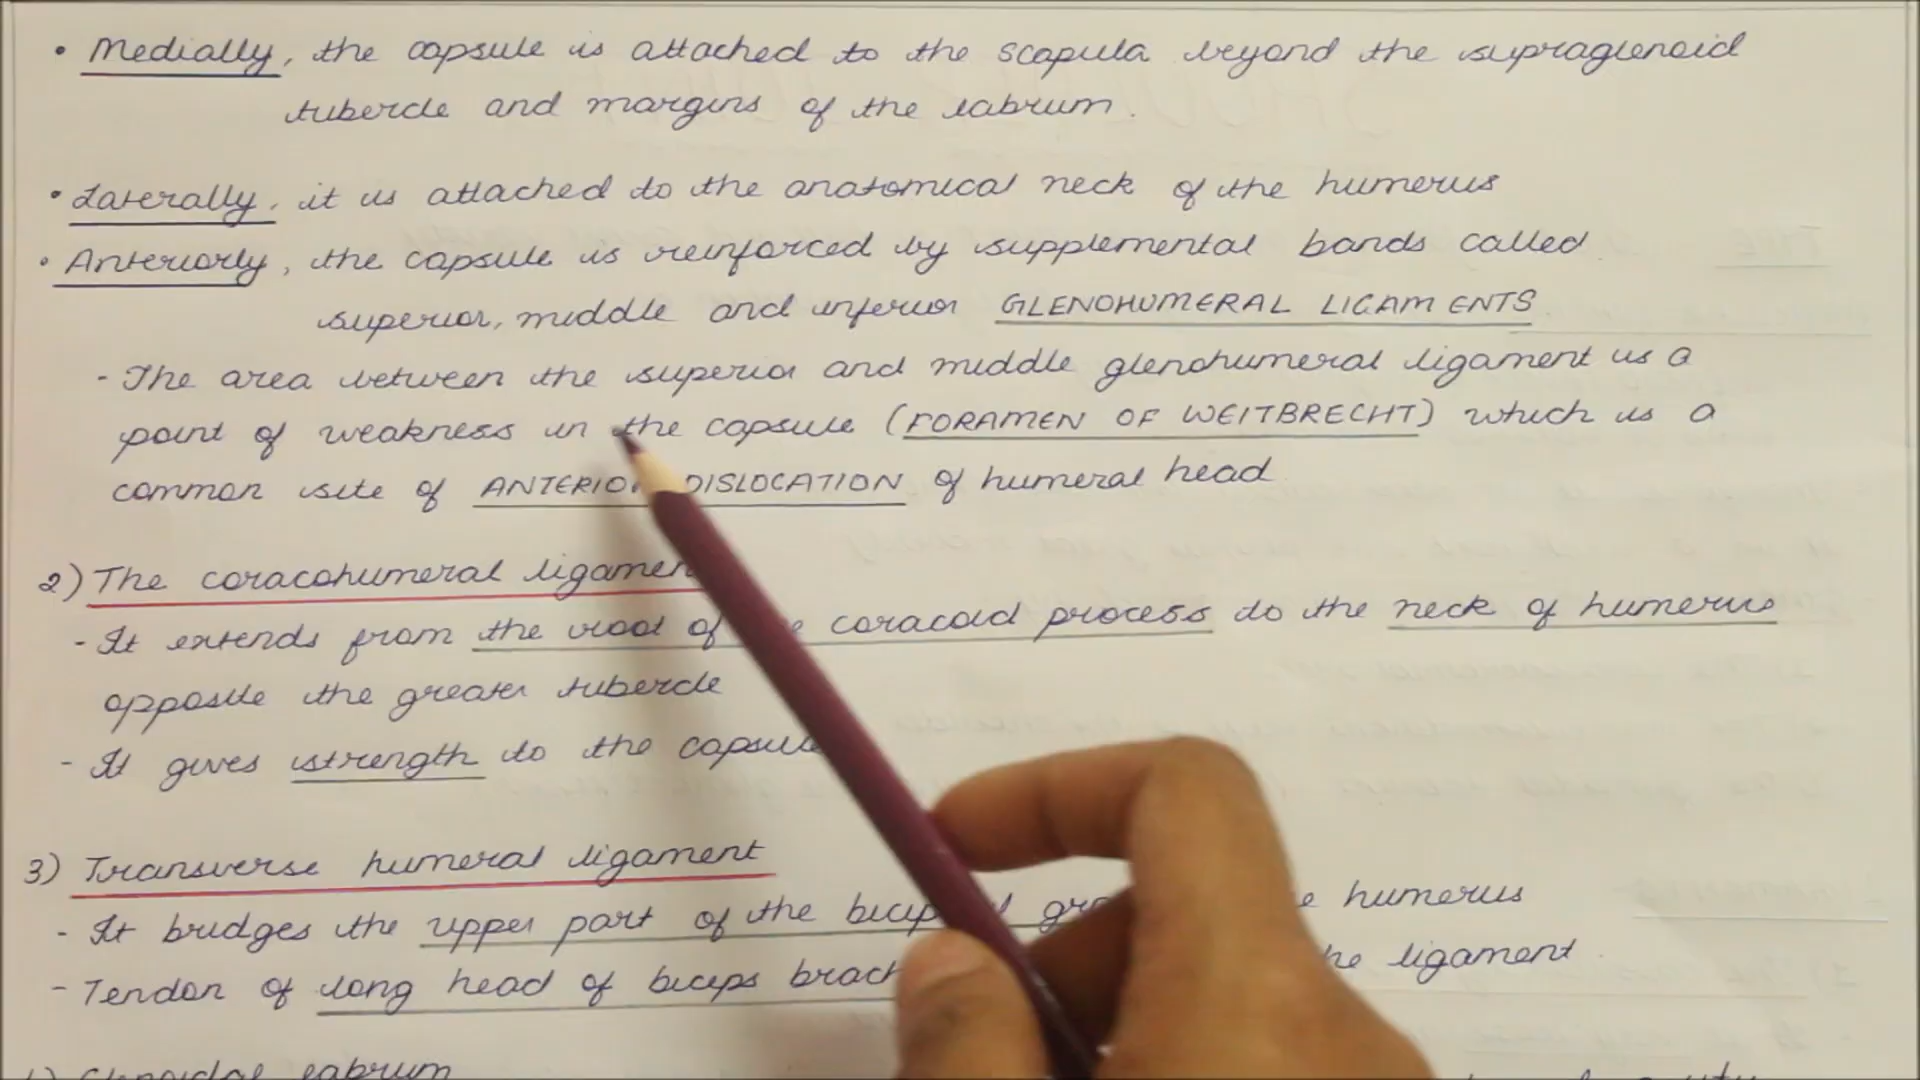 • Medially, the capsule is attached to the scapula beyond the supraglenoid
tubercle and margins of the labrum.
• Laterally, it is attached to the anatomical neck of the humerus
• Anteriorly, the capsule is reinforced by supplemental bands called
superior, middle and inferior GLENOHUMERAL LIGAMENTS
- The area between the superior and middle glenohumeral ligament is a
point of weakness in the capsule (FORAMEN OF WEITBRECHT) which is a
common site of ANTERIOR DISLOCATION of humeral head
2) The coracohumeral ligament
- It extends from the root of coracoid process to the neck of humerus
opposite the greater tubercle
- It gives strength to the capsule
3) Transverse humeral ligament
- It bridges the upper part of the humerus
- Tendon of long head of biceps ligament
labrum